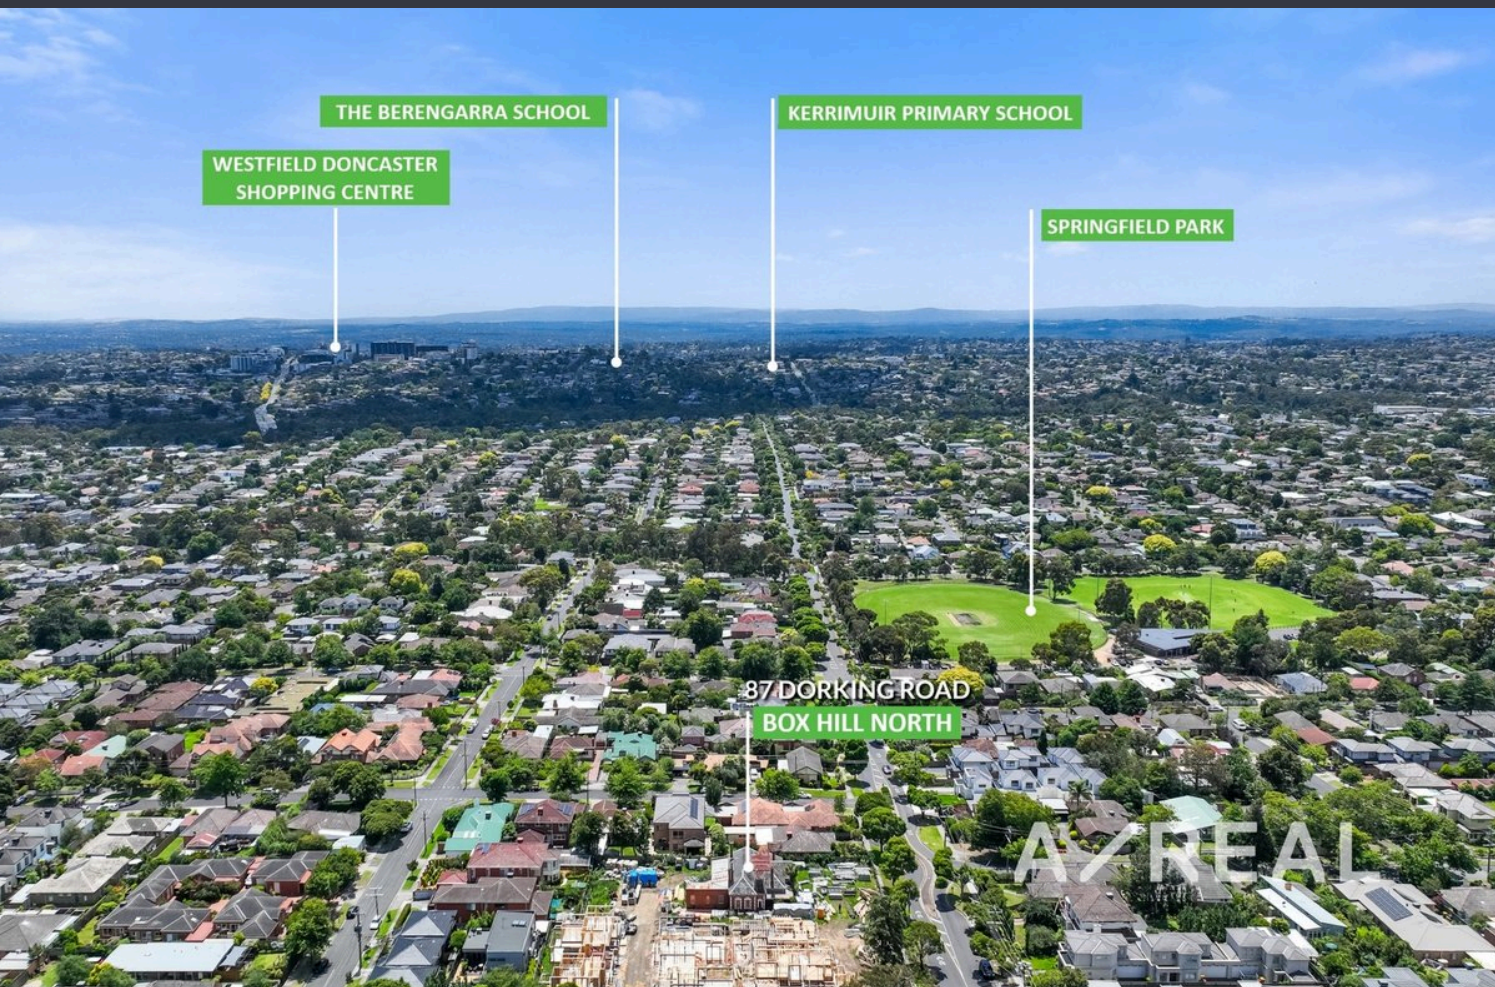 THE BERENGARRA SCHOOL
KERRIMUIR PRIMARY SCHOOL
WESTFIELD DONCASTER
SHOPPING CENTRE
SPRINGFIELD PARK
87 DORKING ROAD
BOX HILL NORTH
A/REAL